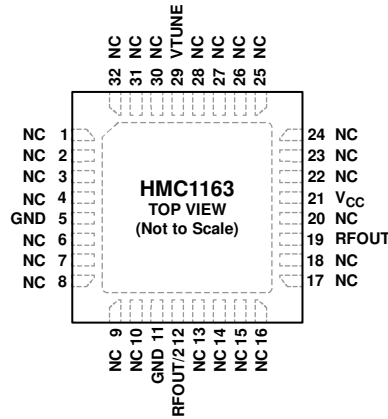 32 NC
31 NC
30 NC
29 VTUNE
28 NC
27 NC
26 NC
25 NC
NC 1
NC 2
NC 3
NC 4
GND 5
NC 6
NC 7
NC 8
HMC1163
TOP VIEW
(Not to Scale)
24 NC
23 NC
22 NC
21 VCC
20 NC
19 RFOUT
18 NC
17 NC
NC 9
NC 10
GND 11
RFOUT/2 12
NC 13
NC 14
NC 15
NC 16